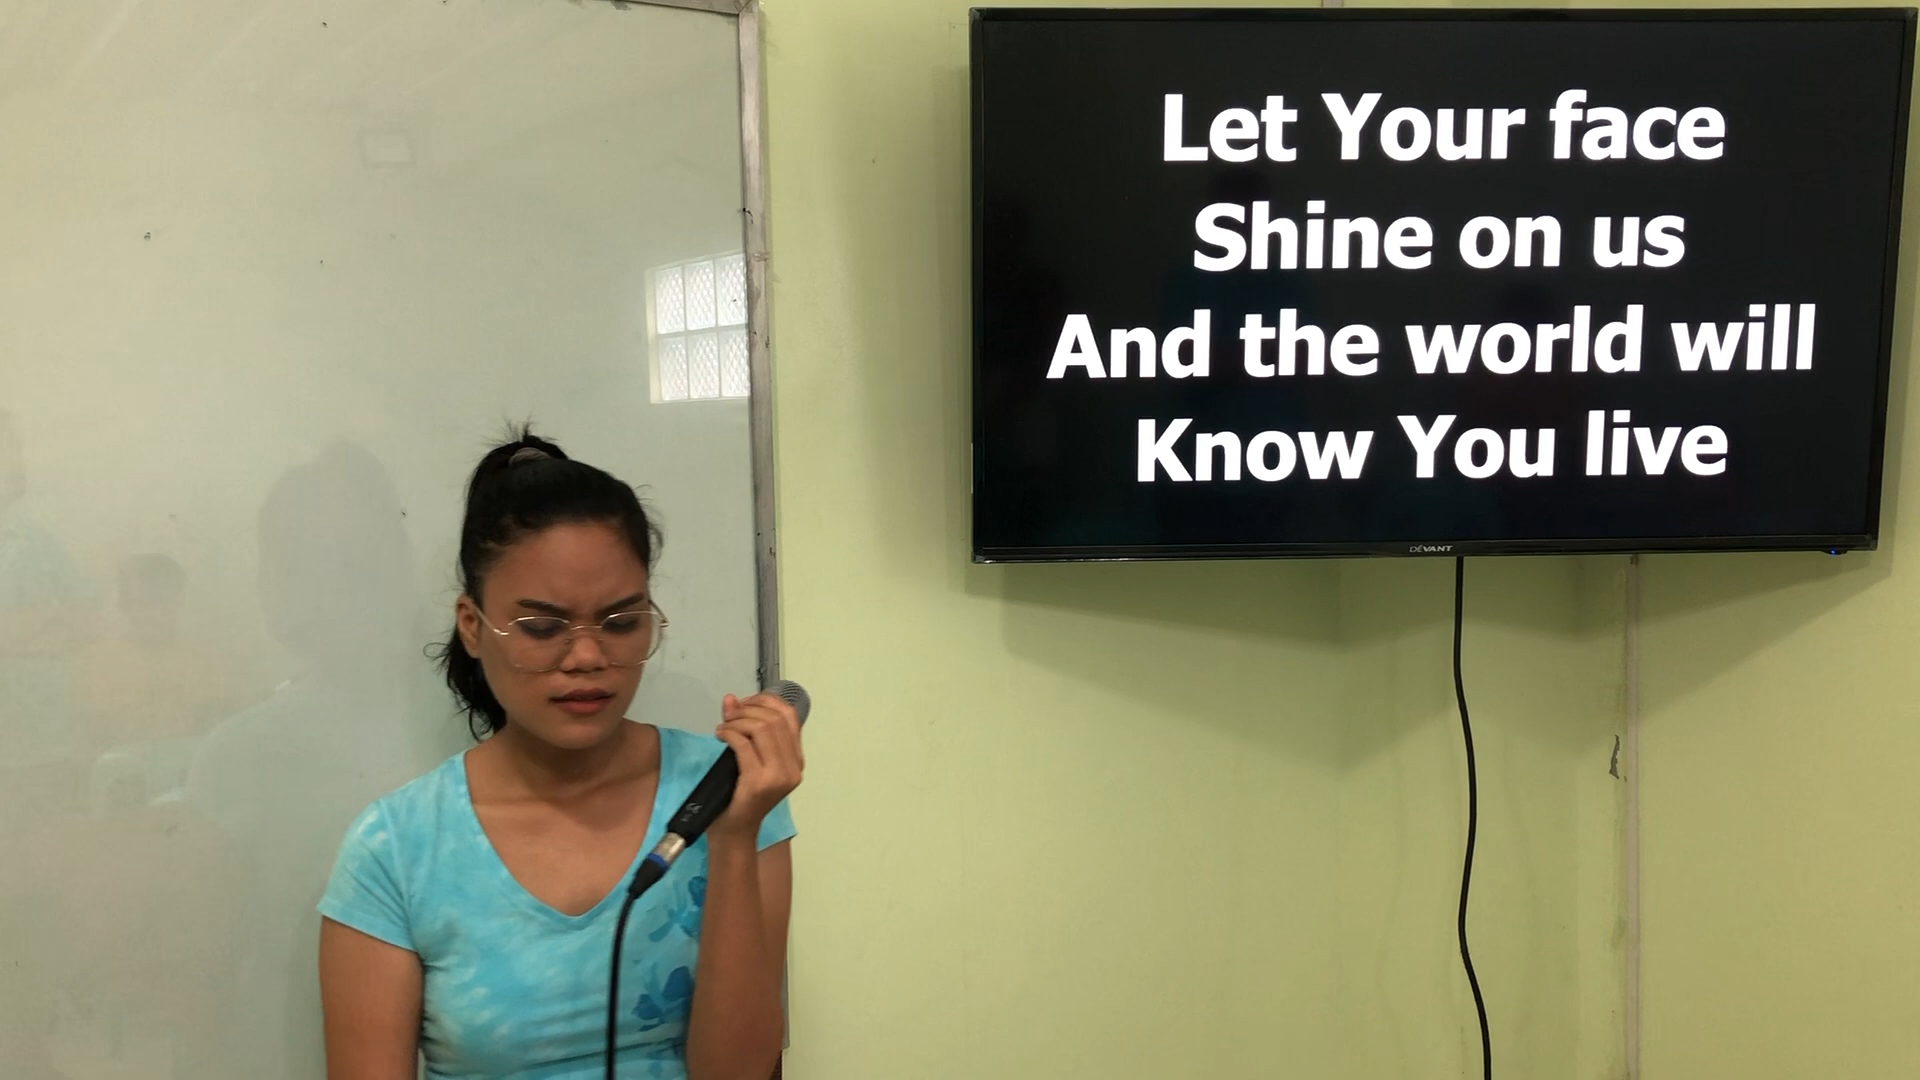 Let Your face
Shine on us
And the world will
Know You live
DEVANT